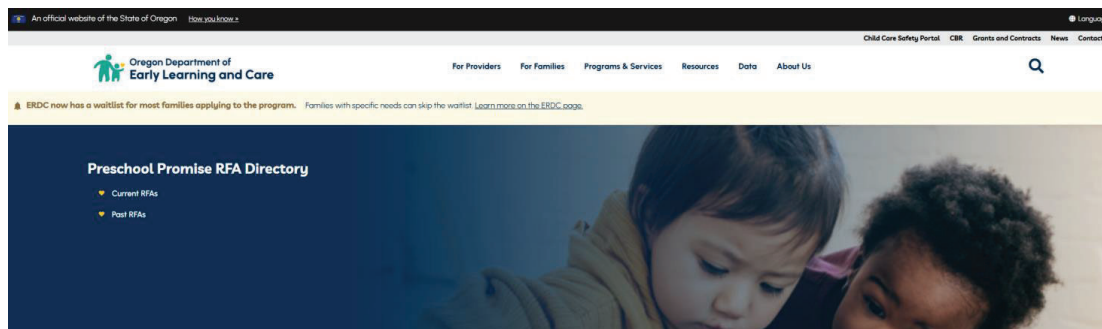 An official website of the State of Oregon How you know »
Child Care Safety Portal CBR Grants and Contracts News
Oregon Department of
Early Learning and Care
For Providers For Families Programs & Services Resources Data About Us
ERDC now has a waitlist for most families applying to the program. Families with specific needs can skip the waitlist. Learn more on the ERDC page.
Preschool Promise RFA Directory
Current RFAs
Past RFAs